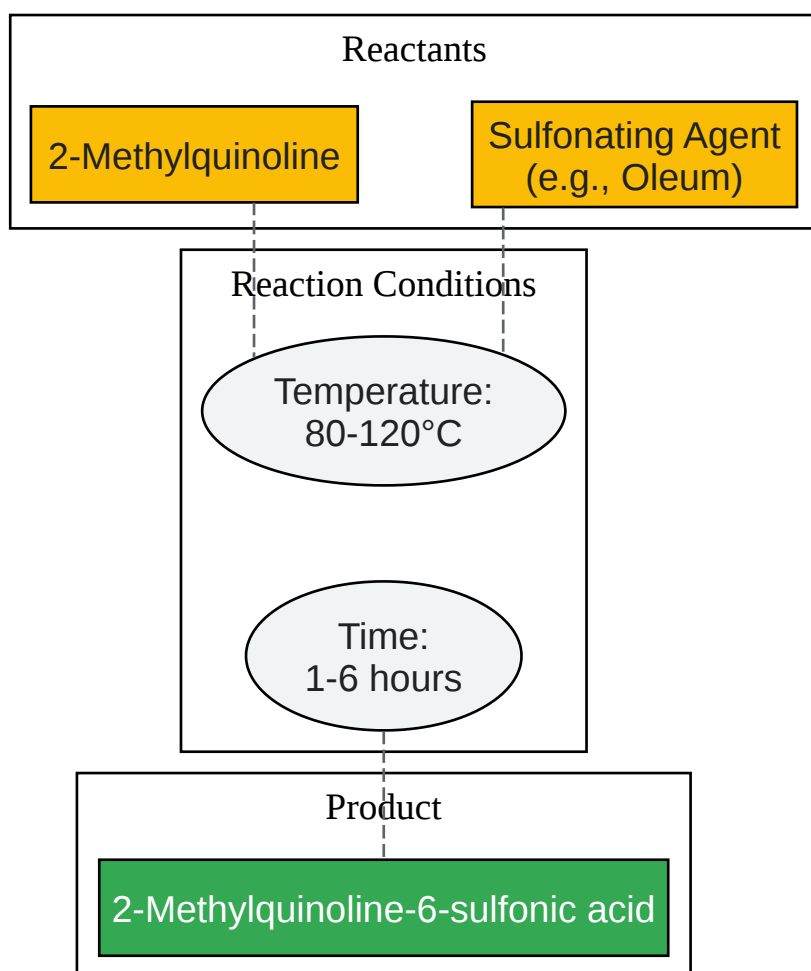 Reactants
2-Methylquinoline
Sulfonating Agent
(e.g., Oleum)
Reaction Conditions
Temperature:
80-120°C
Time:
1-6 hours
Product
2-Methylquinoline-6-sulfonic acid